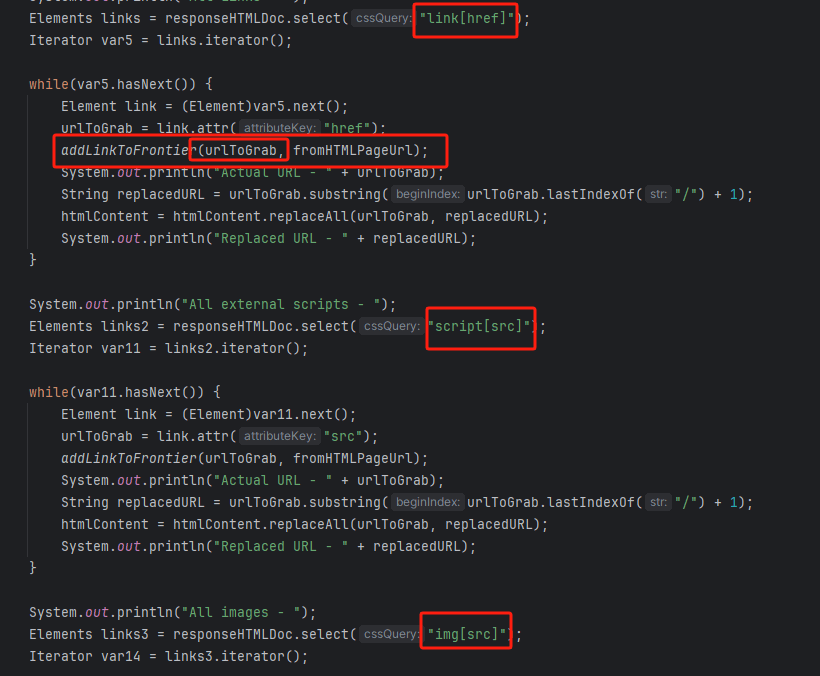 Elements links = responseHTMLDoc.select( cssQuery: "link[href]");
Iterator var5 = links.iterator();
while(var5.hasNext()) {
Element link = (Element)var5.next();
urlToGrab = link.attr( attributeKey: "href");
addLinkToFrontier(urlToGrab, fromHTMLPageUrl);
System.out.println("Actual URL - " + urlToGrab);
String replacedURL = urlToGrab.substring( beginIndex: urlToGrab.lastIndexOf( str: "/") + 1);
htmlContent = htmlContent.replaceAll(urlToGrab, replacedURL);
System.out.println("Replaced URL - " + replacedURL);
}
System.out.println("All external scripts - ");
Elements links2 = responseHTMLDoc.select( cssQuery: "script[src]");
Iterator var11 = links2.iterator();
while(var11.hasNext()) {
Element link = (Element)var11.next();
urlToGrab = link.attr( attributeKey: "src");
addLinkToFrontier(urlToGrab, fromHTMLPageUrl);
System.out.println("Actual URL - " + urlToGrab);
String replacedURL = urlToGrab.substring( beginIndex: urlToGrab.lastIndexOf( str: "/") + 1);
htmlContent = htmlContent.replaceAll(urlToGrab, replacedURL);
System.out.println("Replaced URL - " + replacedURL);
}
System.out.println("All images - ");
Elements links3 = responseHTMLDoc.select( cssQuery: "img[src]");
Iterator var14 = links3.iterator();